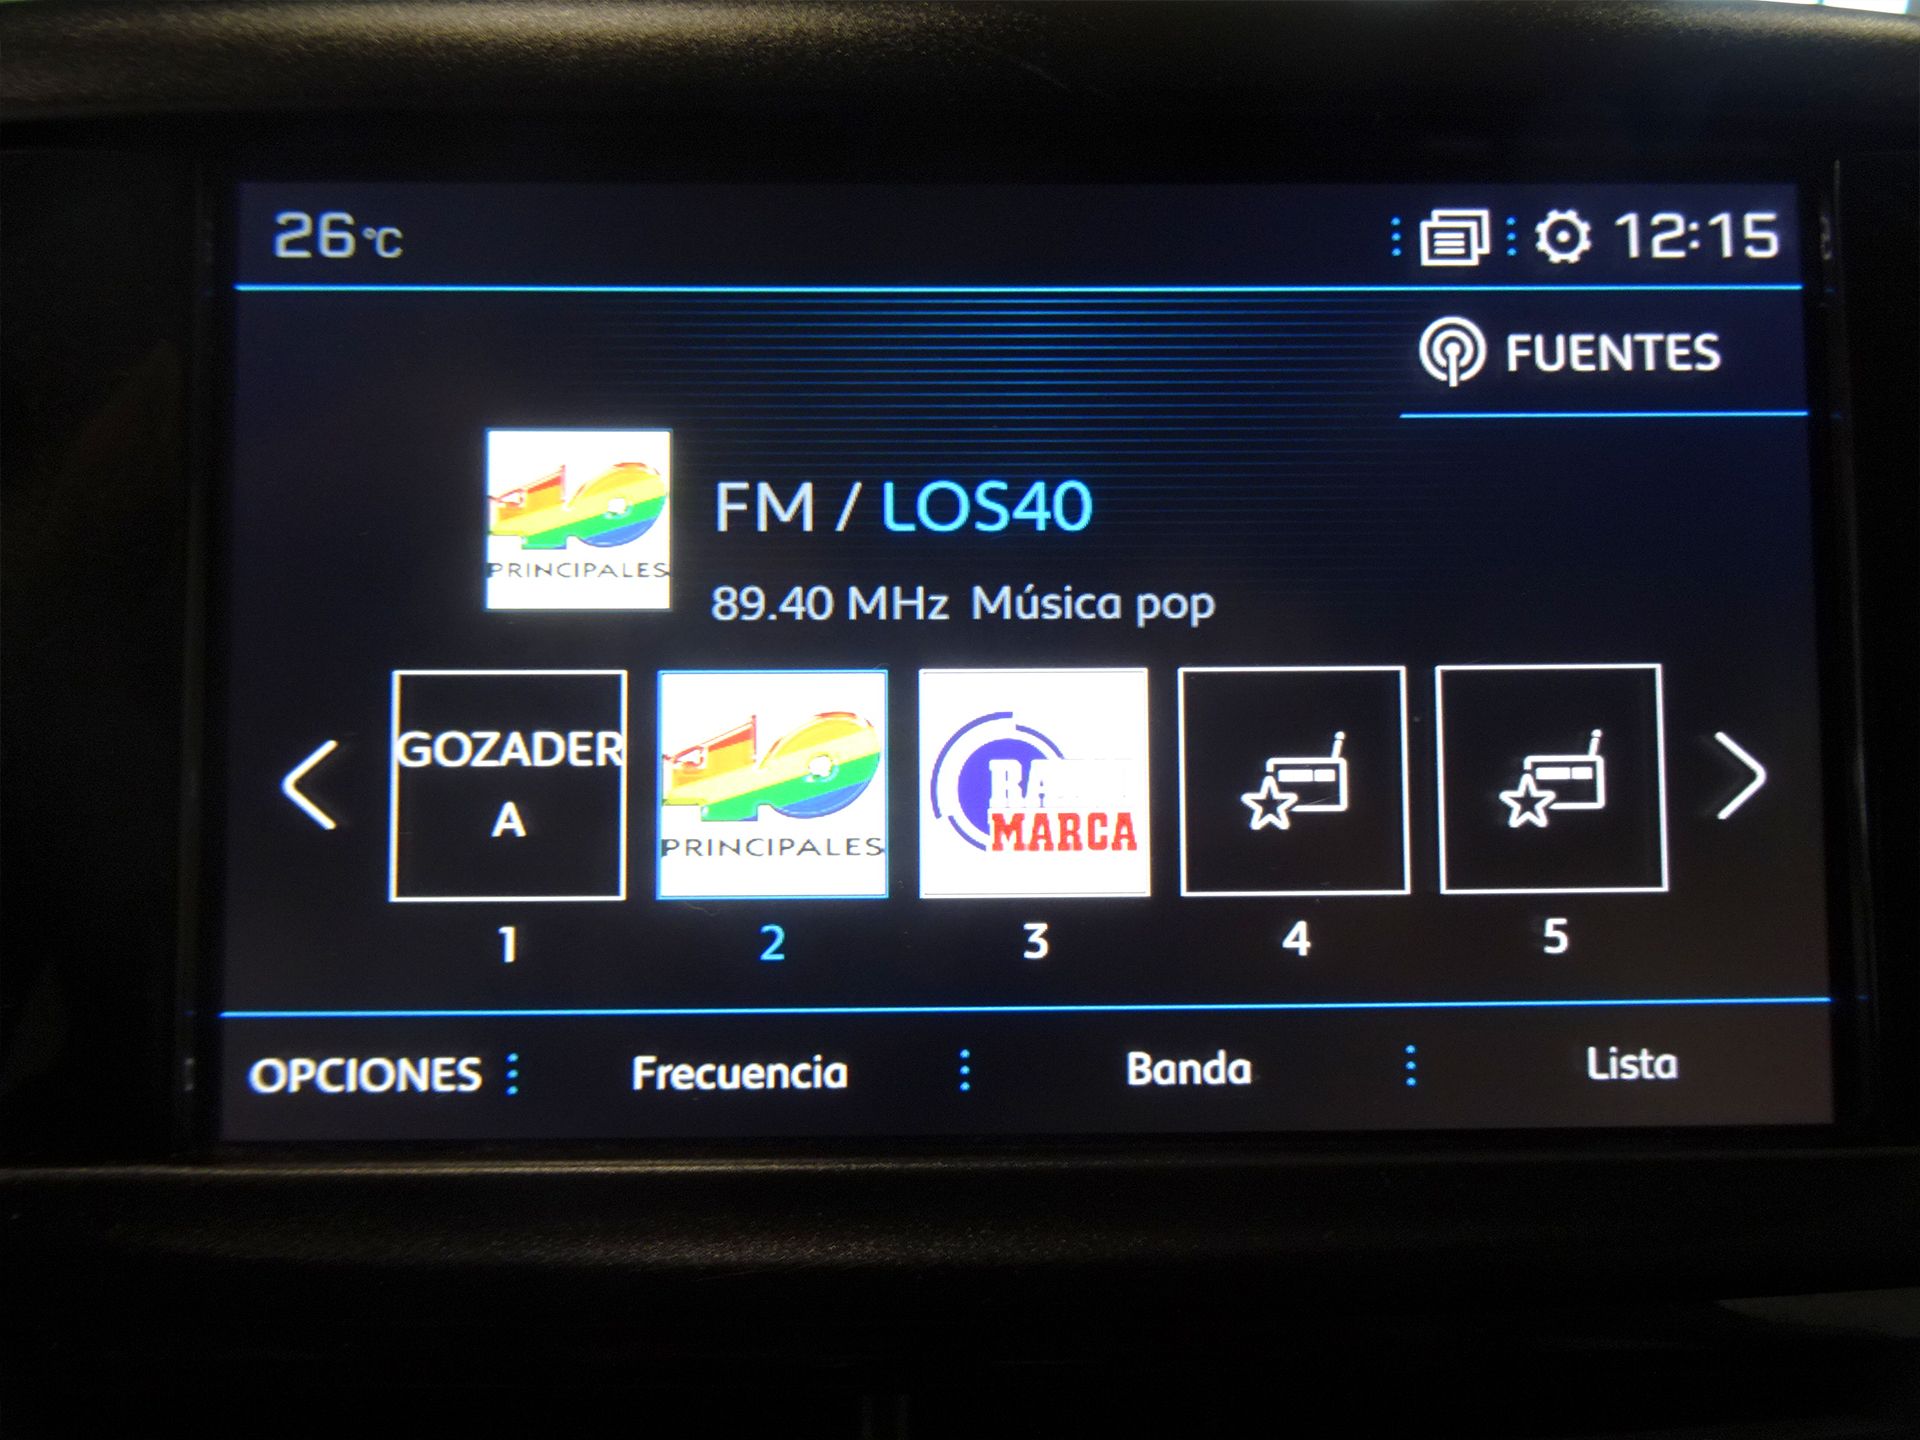 26°C
12:15
FUENTES
40
PRINCIPALES
FM / LOS40
89.40 MHz Música pop
GOZADER
A
40
PRINCIPALES
RADIO
MARCA
1
2
3
4
5
OPCIONES
Frecuencia
Banda
Lista